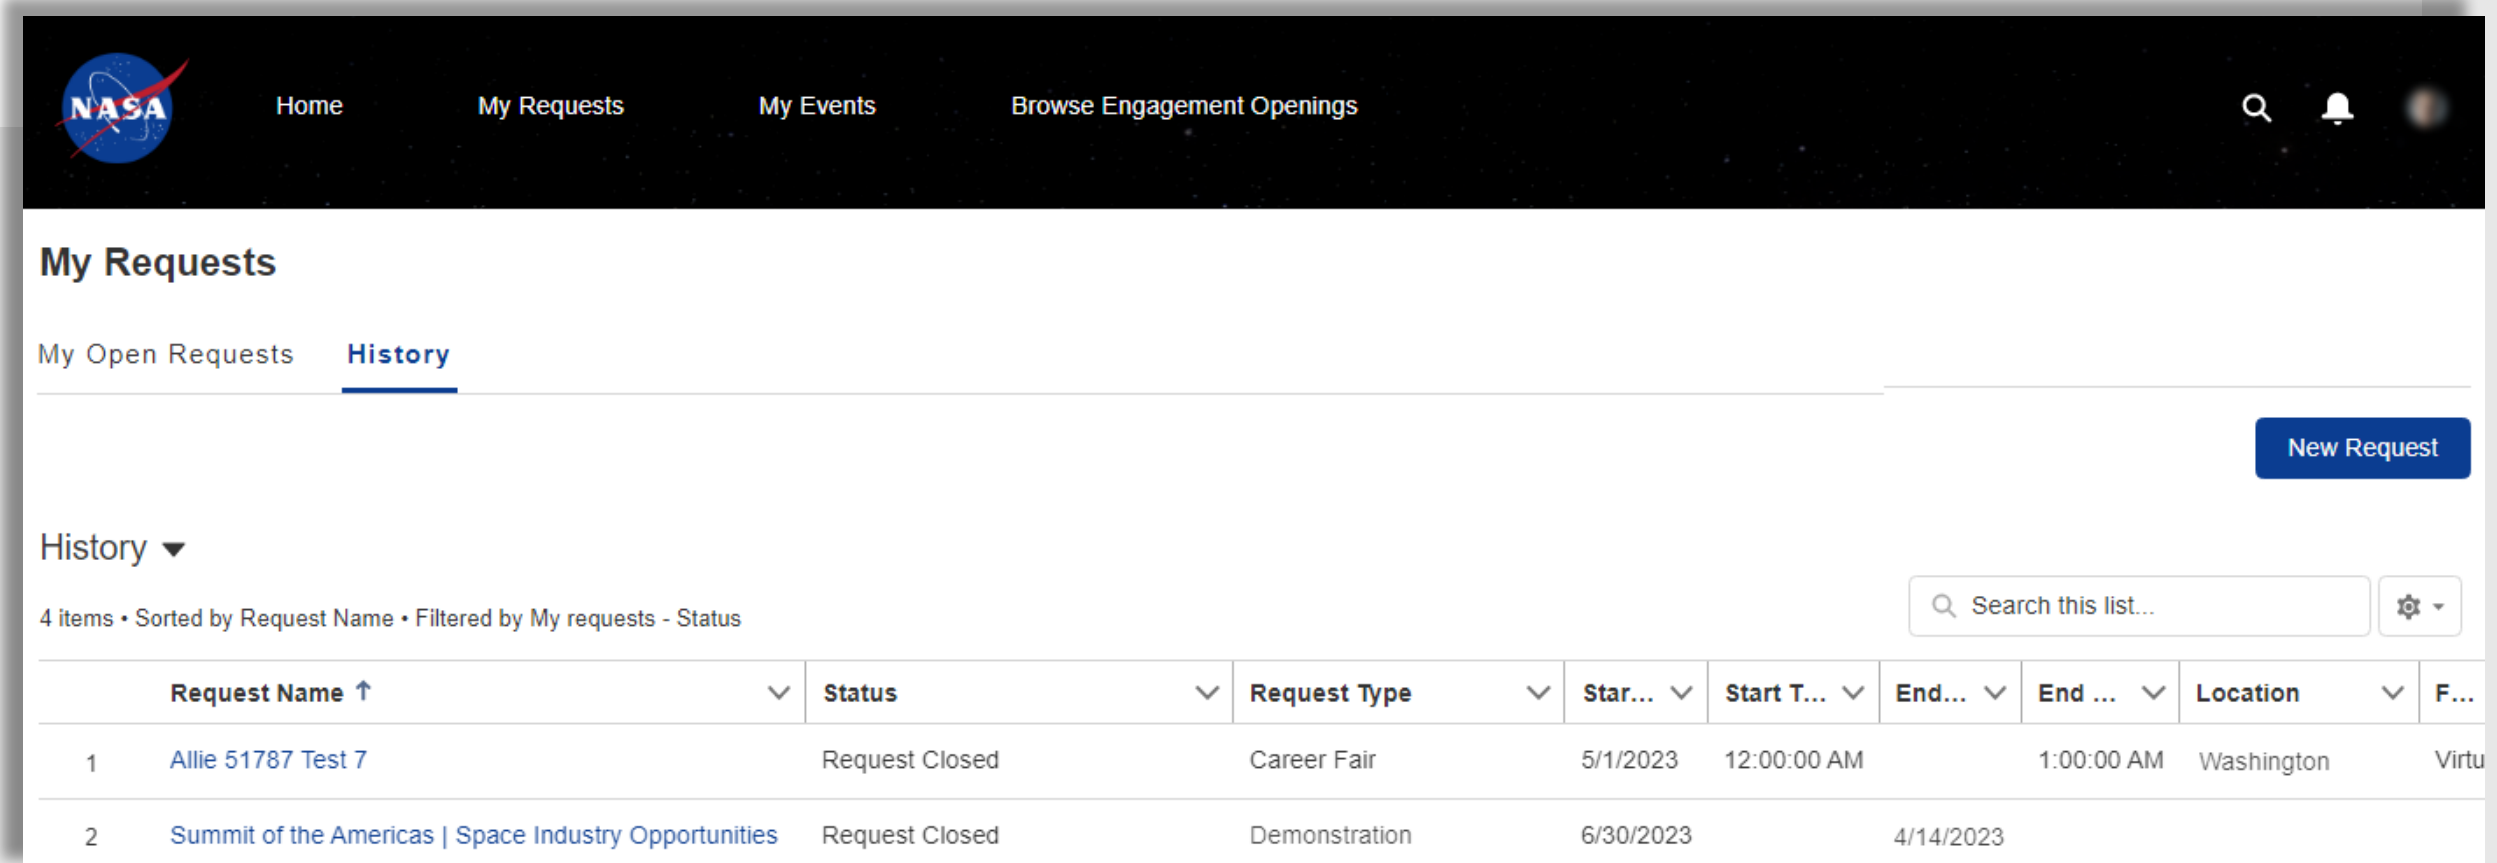 NASA Home My Requests My Events Browse Engagement Openings
My Requests
My Open Requests History
New Request
History
4 items • Sorted by Request Name • Filtered by My requests - Status
Search this list...
Request Name Status Request Type Star... Start T... End... End ... Location F...
1 Allie 51787 Test 7 Request Closed Career Fair 5/1/2023 12:00:00 AM 1:00:00 AM Washington Virtu
2 Summit of the Americas | Space Industry Opportunities Request Closed Demonstration 6/30/2023 4/14/2023